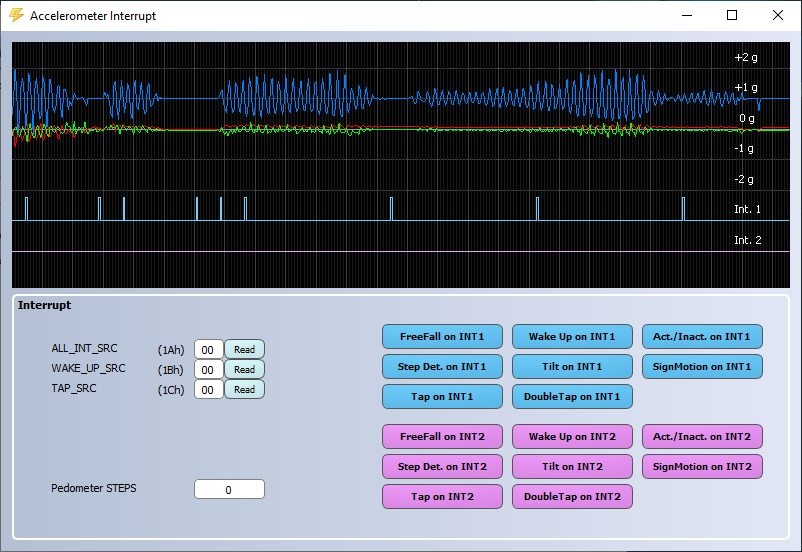 Accelerometer Interrupt
+2 g
+1 g
0 g
-1 g
-2 g
Int. 1
Int. 2
Interrupt
ALL_INT_SRC (1Ah) 00 Read
WAKE_UP_SRC (1Bh) 00 Read
TAP_SRC (1Ch) 00 Read
Pedometer STEPS 0
FreeFall on INT1 Wake Up on INT1 Act./Inact. on INT1
Step Det. on INT1 Tilt on INT1 SignMotion on INT1
Tap on INT1 DoubleTap on INT1
FreeFall on INT2 Wake Up on INT2 Act./Inact. on INT2
Step Det. on INT2 Tilt on INT2 SignMotion on INT2
Tap on INT2 DoubleTap on INT2